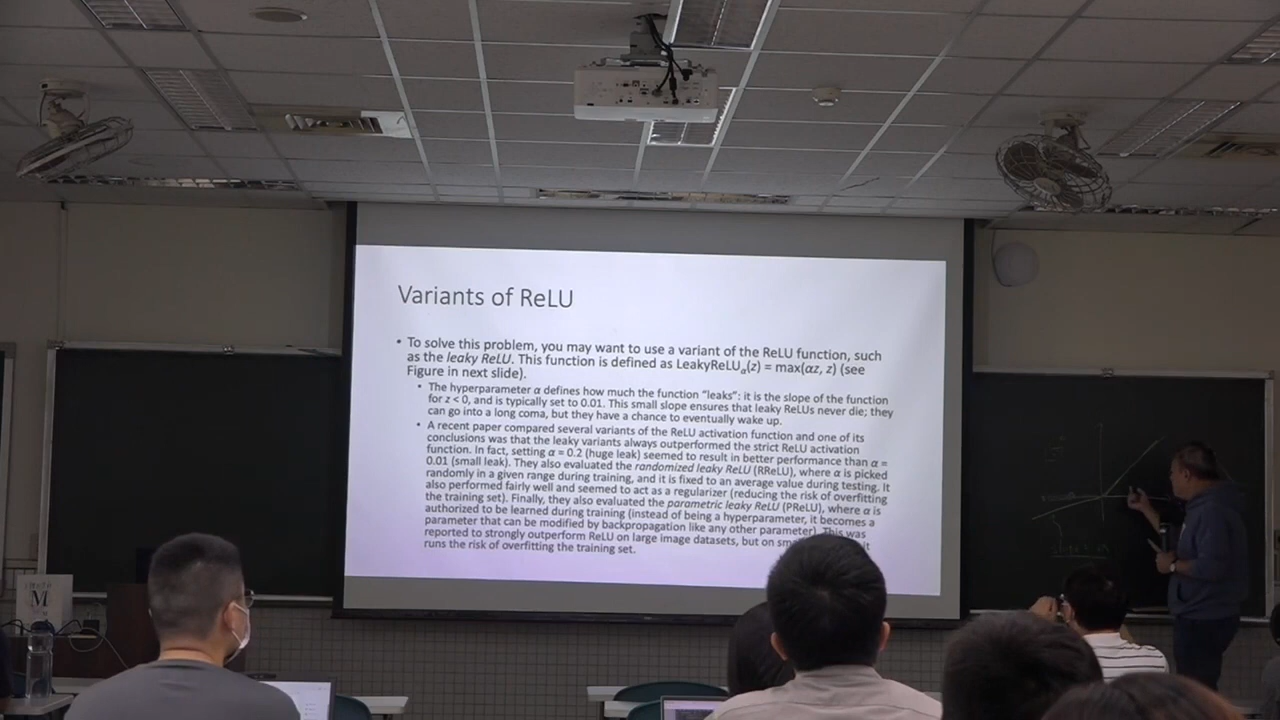 Variants of ReLU
• To solve this problem, you may want to use a variant of the ReLU function, such
as the leaky ReLU. This function is defined as LeakyReLUα(z) = max(αz, z) (see
Figure in next slide).
• The hyperparameter α defines how much the function "leaks": it is the slope of the function
for z < 0, and is typically set to 0.01. This small slope ensures that leaky ReLUs never die; they
can go into a long coma, but they have a chance to eventually wake up.
• A recent paper compared several variants of the ReLU activation function and one of its
conclusions was that the leaky variants always outperformed the strict ReLU activation
function. In fact, setting α = 0.2 (huge leak) seemed to result in better performance than α =
0.01 (small leak). They also evaluated the randomized leaky ReLU (RReLU), where α is picked
randomly in a given range during training, and it is fixed to an average value during testing. It
also performed fairly well and seemed to act as a regularizer (reducing the risk of overfitting
the training set). Finally, they also evaluated the parametric leaky ReLU (PReLU), where α is
authorized to be learned during training (instead of being a hyperparameter, it becomes a
parameter that can be modified by backpropagation like any other parameter). This was
reported to strongly outperform ReLU on large image datasets, but on it
runs the risk of overfitting the training set.
M